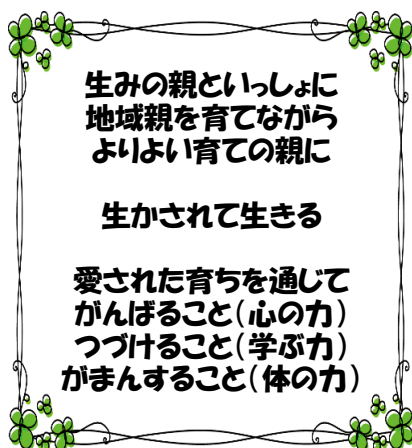 生みの親といっしょに
地域親を育てながら
よりよい育ての親に
生かされて生きる
愛された育ちを通じて
がんばること(心の力)
つづけること(学ぶ力)
がまんすること(体の力)